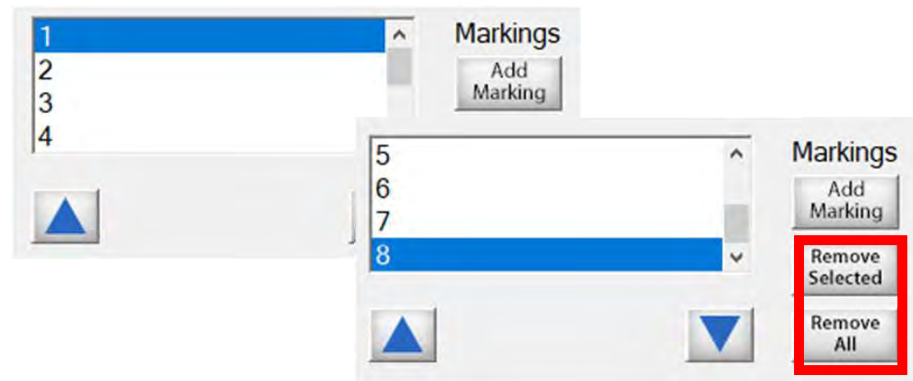 1
2
3
4
Markings
Add
Marking
5
6
7
8
Markings
Add
Marking
Remove
Selected
Remove
All